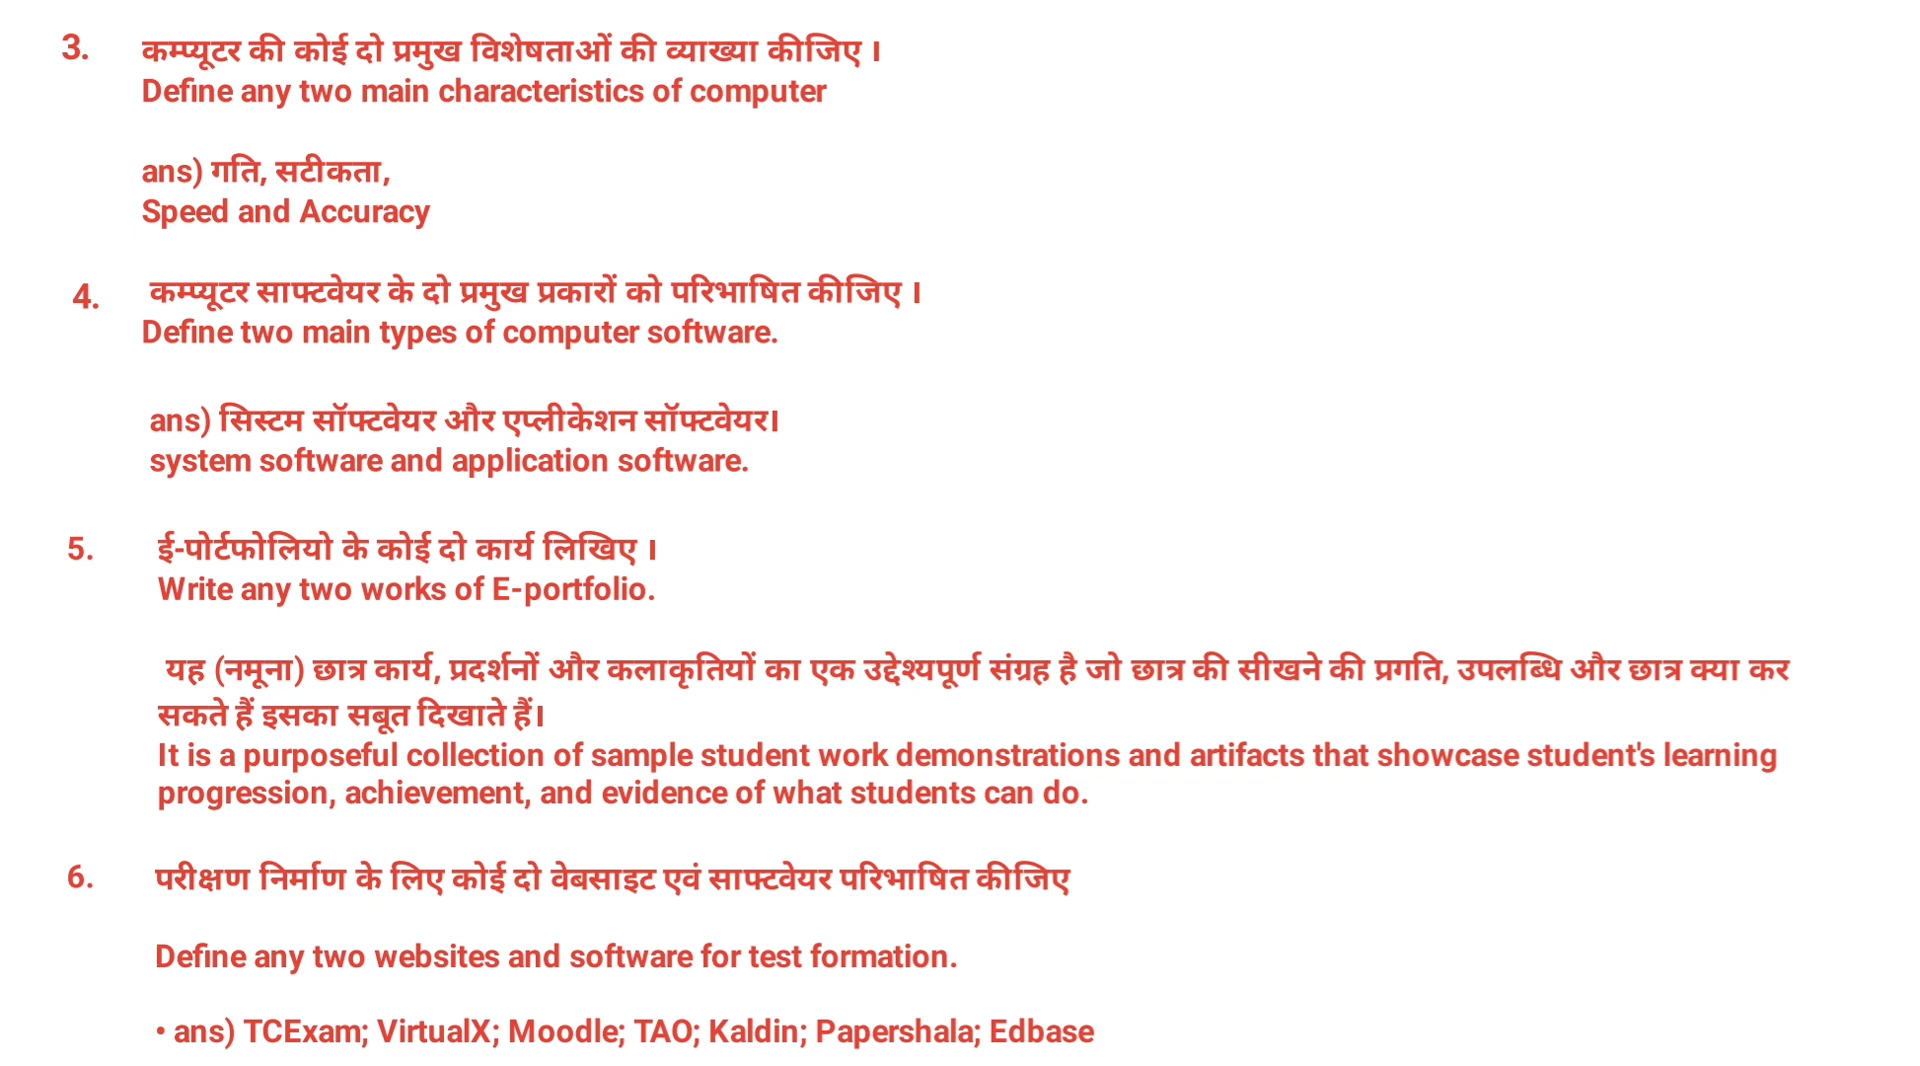 3. कम्प्यूटर की कोई दो प्रमुख विशेषताओं की व्याख्या कीजिए ।
Define any two main characteristics of computer
ans) गति, सटीकता,
Speed and Accuracy
4. कम्प्यूटर साफ्टवेयर के दो प्रमुख प्रकारों को परिभाषित कीजिए ।
Define two main types of computer software.
ans) सिस्टम सॉफ्टवेयर और एप्लीकेशन सॉफ्टवेयर।
system software and application software.
5. ई-पोर्टफोलियो के कोई दो कार्य लिखिए ।
Write any two works of E-portfolio.
यह (नमूना) छात्र कार्य, प्रदर्शनों और कलाकृतियों का एक उद्देश्यपूर्ण संग्रह है जो छात्र की सीखने की प्रगति, उपलब्धि और छात्र क्या कर
सकते हैं इसका सबूत दिखाते हैं।
It is a purposeful collection of sample student work demonstrations and artifacts that showcase student's learning
progression, achievement, and evidence of what students can do.
6. परीक्षण निर्माण के लिए कोई दो वेबसाइट एवं साफ्टवेयर परिभाषित कीजिए
Define any two websites and software for test formation.
• ans) TCExam; VirtualX; Moodle; TAO; Kaldin; Papershala; Edbase